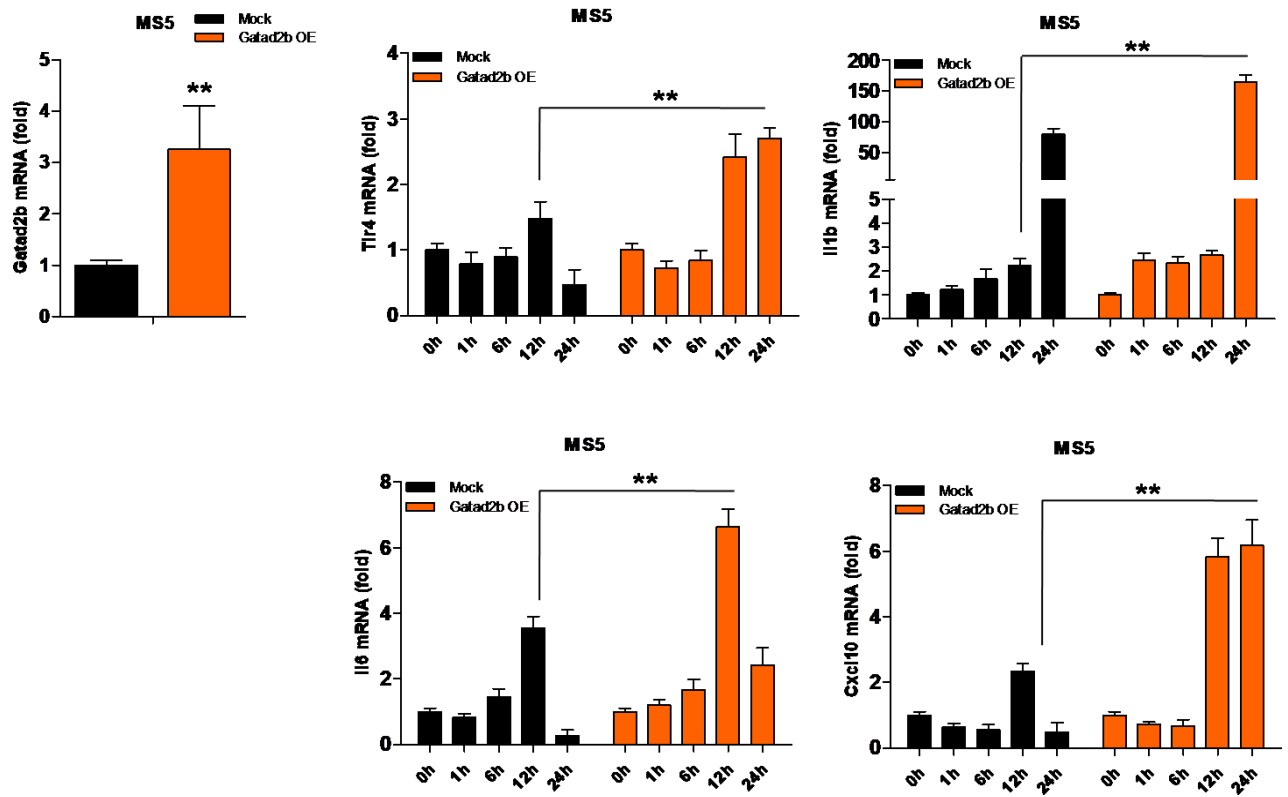 MS5
Mock
Gatad2b OE
Gatad2b mRNA (fold)
5
4
3
2
1
0
**
MS5
Mock
Gatad2b OE
Tlr4 mRNA (fold)
4
3
2
1
0
**
0h 1h 6h 12h 24h 0h 1h 6h 12h 24h
MS5
Mock
Gatad2b OE
Il1b mRNA (fold)
200
150
100
50
5
4
3
2
1
0
**
0h 1h 6h 12h 24h 0h 1h 6h 12h 24h
MS5
Mock
Gatad2b OE
Il6 mRNA (fold)
8
6
4
2
0
**
0h 1h 6h 12h 24h 0h 1h 6h 12h 24h
MS5
Mock
Gatad2b OE
Cxcl10 mRNA (fold)
8
6
4
2
0
**
0h 1h 6h 12h 24h 0h 1h 6h 12h 24h